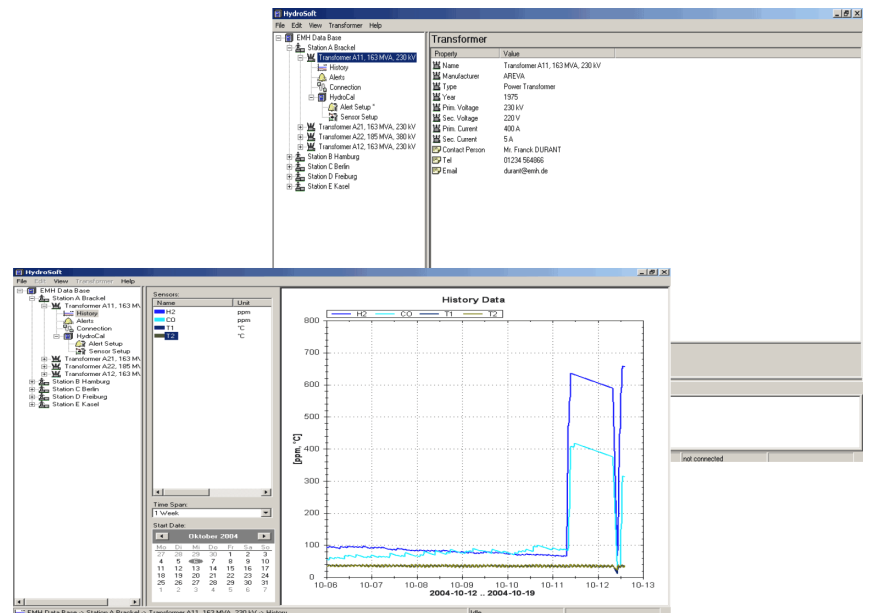 HydroSoft
File Edit View Transformer Help
EMH Data Base
Station A Brackel
Transformer A11, 163 MVA, 230 kV
History
Alerts
Connection
HydroCal
Alert Setup *
Sensor Setup
Transformer A21, 163 MVA, 230 kV
Transformer A22, 185 MVA, 380 kV
Transformer A12, 163 MVA, 230 kV
Station B Hamburg
Station C Berlin
Station D Freiburg
Station E Kasel
Transformer
Property Value
Name Transformer A11, 163 MVA, 230 kV
Manufacturer AREVA
Type Power Transformer
Year 1975
Prim. Voltage 230 kV
Sec. Voltage 220 V
Prim. Current 400 A
Sec. Current 5 A
Contact Person Mr. Franck DURANT
Tel 01234 564866
Email durant@emh.de
not connected
HydroSoft
File Edit View Transformer Help
EMH Data Base
Station A Brackel
Transformer A11, 163 M\
History
Alerts
Connection
HydroCal
Alert Setup
Sensor Setup
Transformer A21, 163 M\
Transformer A22, 185 M\
Transformer A12, 163 M\
Station B Hamburg
Station C Berlin
Station D Freiburg
Station E Kasel
Sensors:
Name Unit
H2 ppm
CO ppm
T1 °C
T2 °C
Time Span:
1 Week
Start Date:
Oktober 2004
Mo Di Mi Do Fr Sa So
27 28 29 30 1 2 3
4 5 6 7 8 9 10
11 12 13 14 15 16 17
18 19 20 21 22 23 24
25 26 27 28 29 30 31
1 2 3 4 5 6 7
History Data
H2 CO T1 T2
800
700
600
500
400
300
200
100
0
[ppm, °C]
10-06 10-07 10-08 10-09 10-10 10-11 10-12 10-13
2004-10-12 .. 2004-10-19
EMH Data Base -> Station A Brackel -> Transformer A11, 163 MVA, 230 kV -> History
Idle